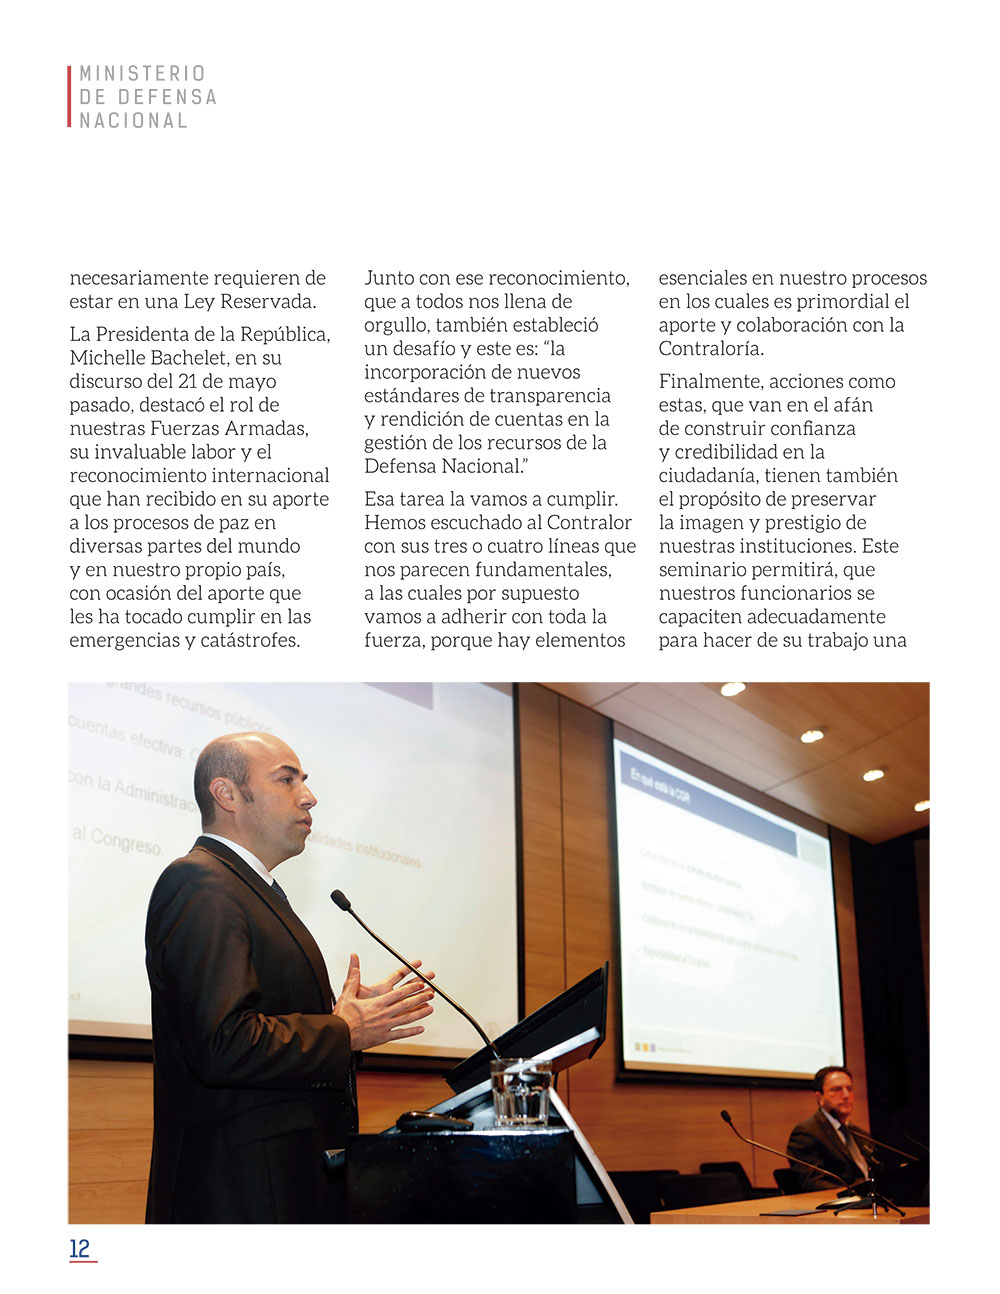 MINISTERIO
DE DEFENSA
NACIONAL
necesariamente requieren de
estar en una Ley Reservada.
La Presidenta de la República,
Michelle Bachelet, en su
discurso del 21 de mayo
pasado, destacó el rol de
nuestras Fuerzas Armadas,
su invaluable labor y el
reconocimiento internacional
que han recibido en su aporte
a los procesos de paz en
diversas partes del mundo
y en nuestro propio país,
con ocasión del aporte que
les ha tocado cumplir en las
emergencias y catástrofes.
Junto con ese reconocimiento,
que a todos nos llena de
orgullo, también estableció
un desafío y este es: “la
incorporación de nuevos
estándares de transparencia
y rendición de cuentas en la
gestión de los recursos de la
Defensa Nacional.”
Esa tarea la vamos a cumplir.
Hemos escuchado al Contralor
con sus tres o cuatro líneas que
nos parecen fundamentales,
a las cuales por supuesto
vamos a adherir con toda la
fuerza, porque hay elementos
esenciales en nuestro procesos
en los cuales es primordial el
aporte y colaboración con la
Contraloría.
Finalmente, acciones como
estas, que van en el afán
de construir confianza
y credibilidad en la
ciudadanía, tienen también
el propósito de preservar
la imagen y prestigio de
nuestras instituciones. Este
seminario permitirá, que
nuestros funcionarios se
capaciten adecuadamente
para hacer de su trabajo una
grandes recursos públicos
cuentas efectiva:
con la Administrac
institucionales.
al Congreso.
.cl
En qué está la CGR
al Congreso
12